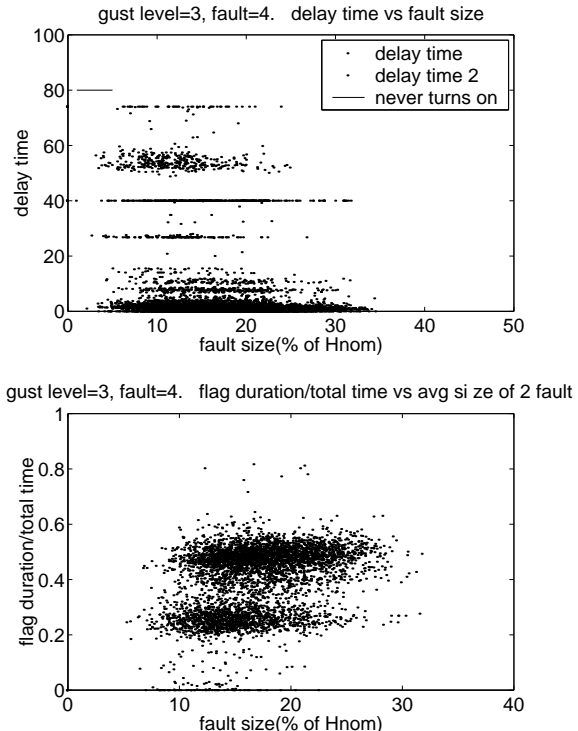 gust level=3, fault=4. delay time vs fault size
100
80
60
40
20
0
delay time
delay time
delay time 2
never turns on
0 10 20 30 40 50
fault size(% of Hnom)
gust level=3, fault=4. flag duration/total time vs avg si ze of 2 fault
1
0.8
0.6
0.4
0.2
0
flag duration/total time
0 10 20 30 40
fault size(% of Hnom)